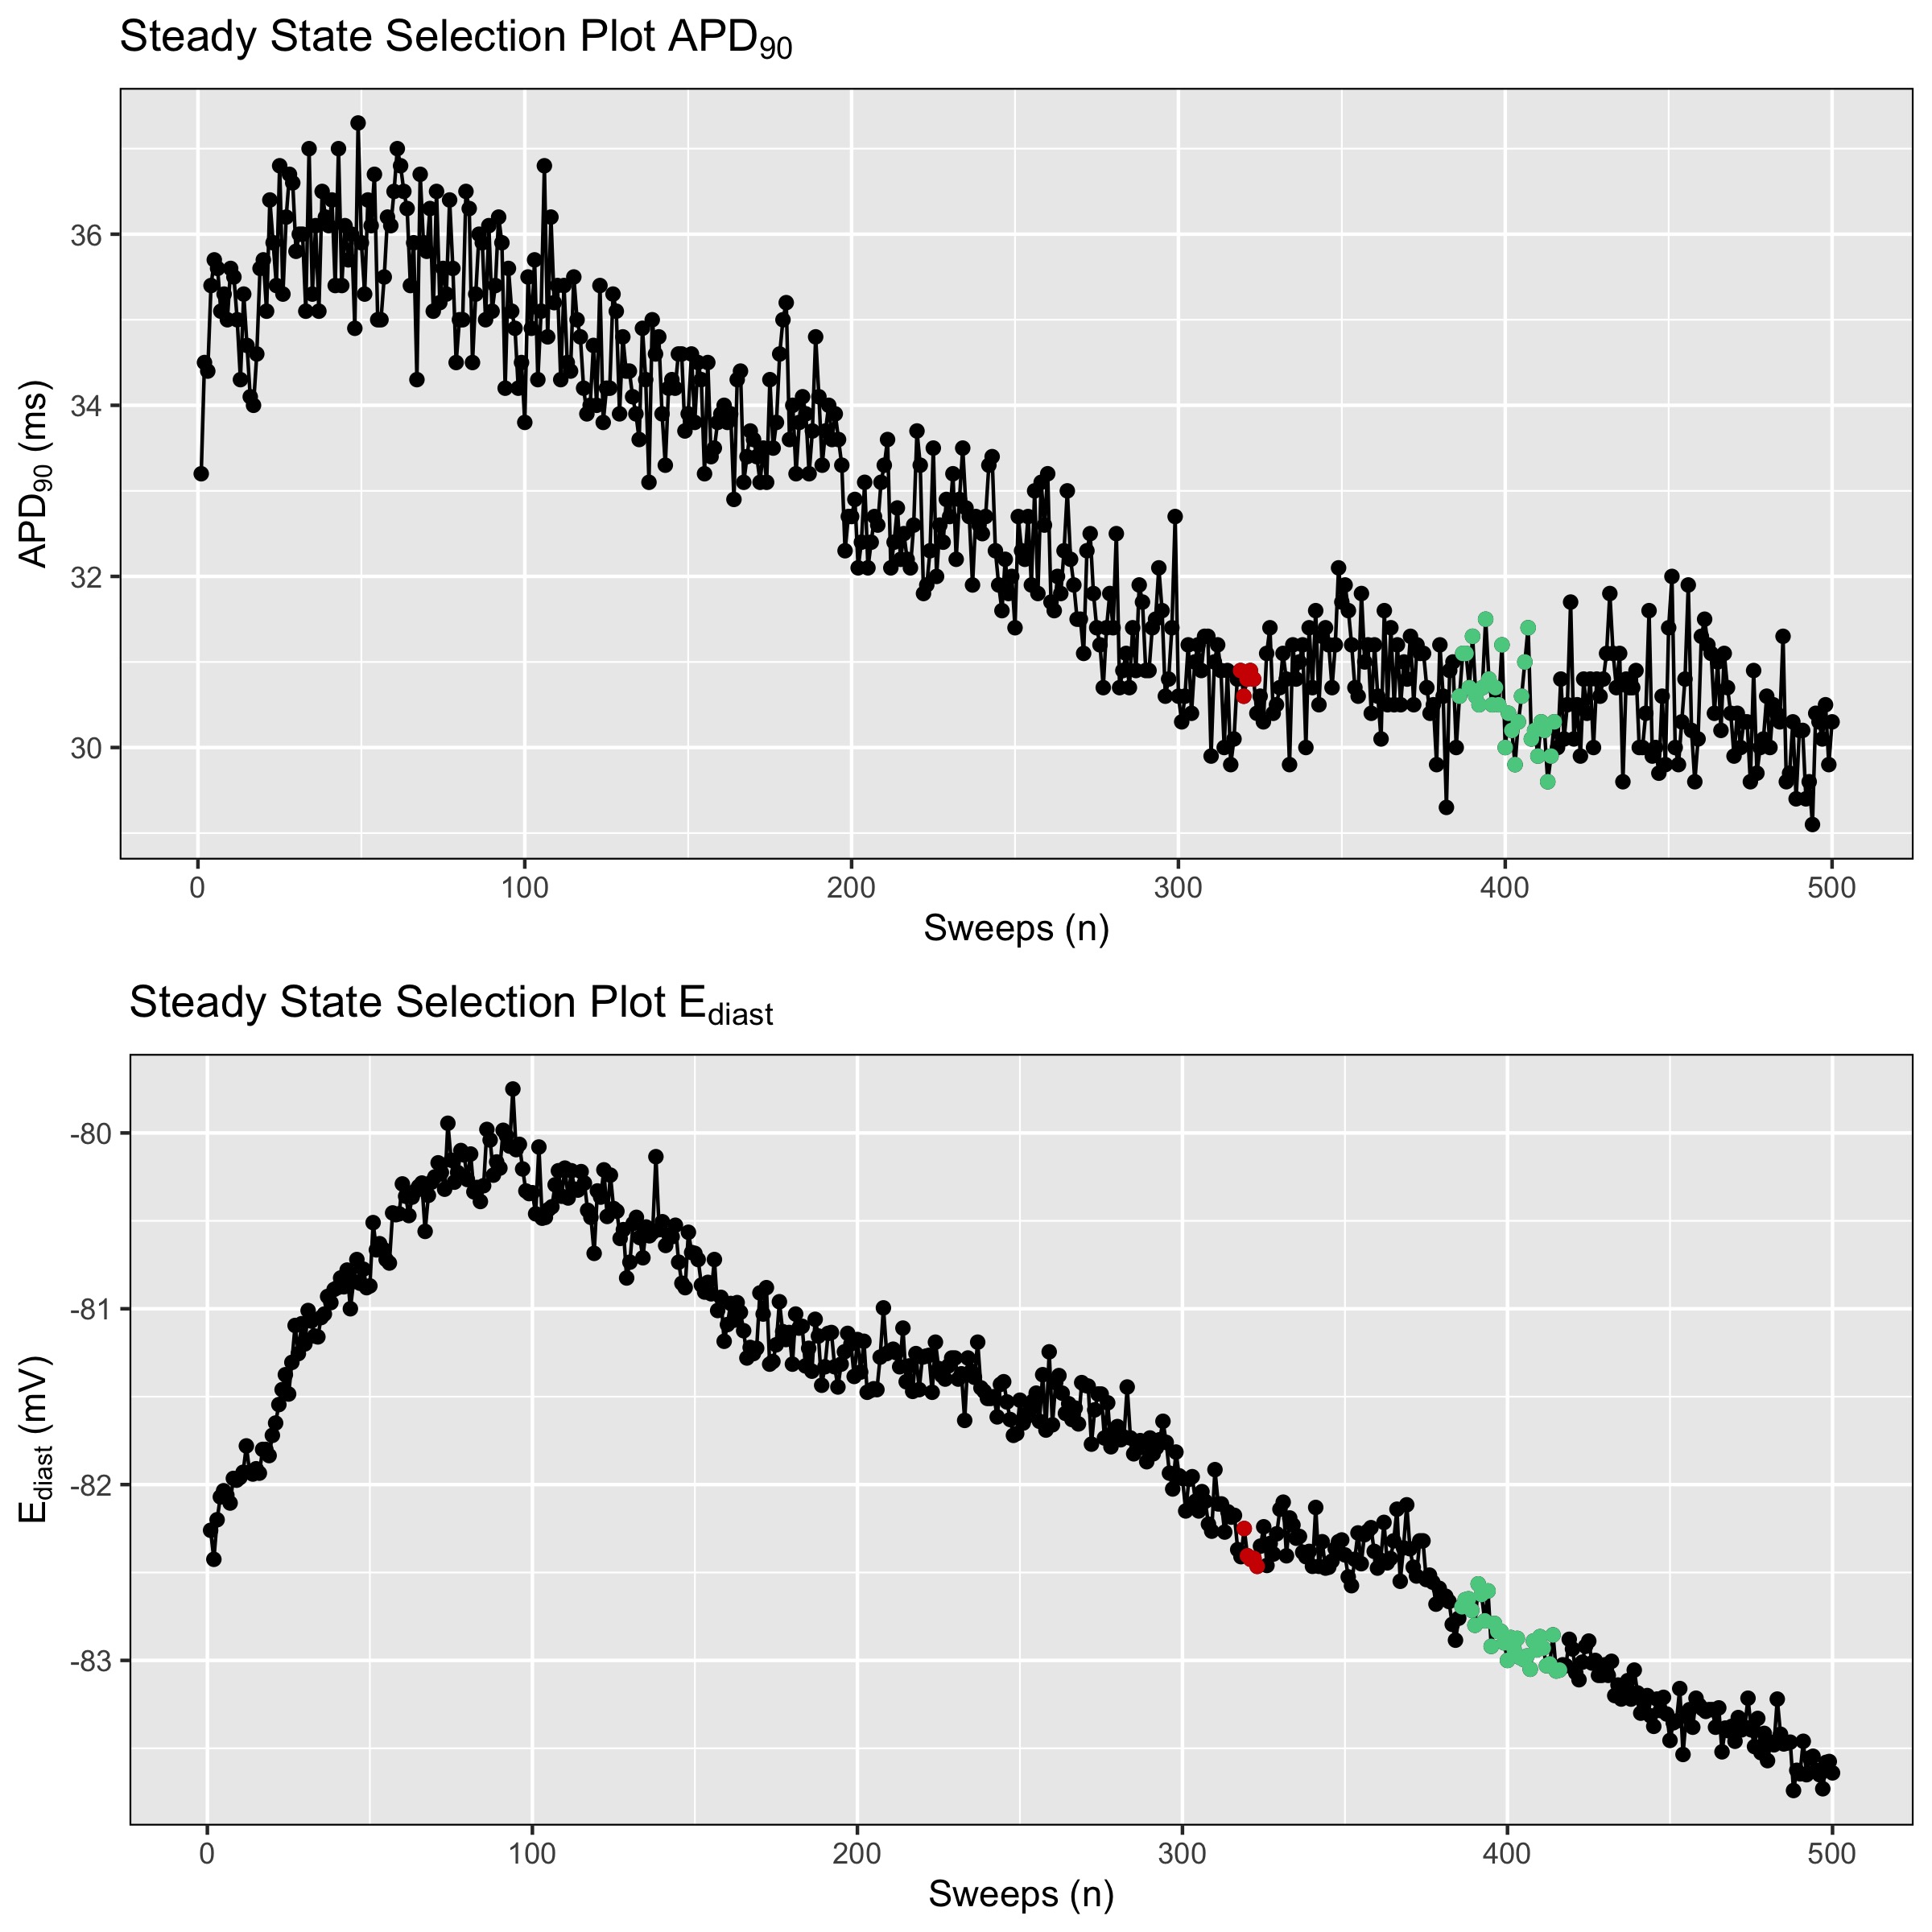 Steady State Selection Plot APD90
36
34
32
30
APD90 (ms)
0 100 200 300 400 500
Sweeps (n)
Steady State Selection Plot Ediast
-80
-81
-82
-83
Ediast (mV)
0 100 200 300 400 500
Sweeps (n)